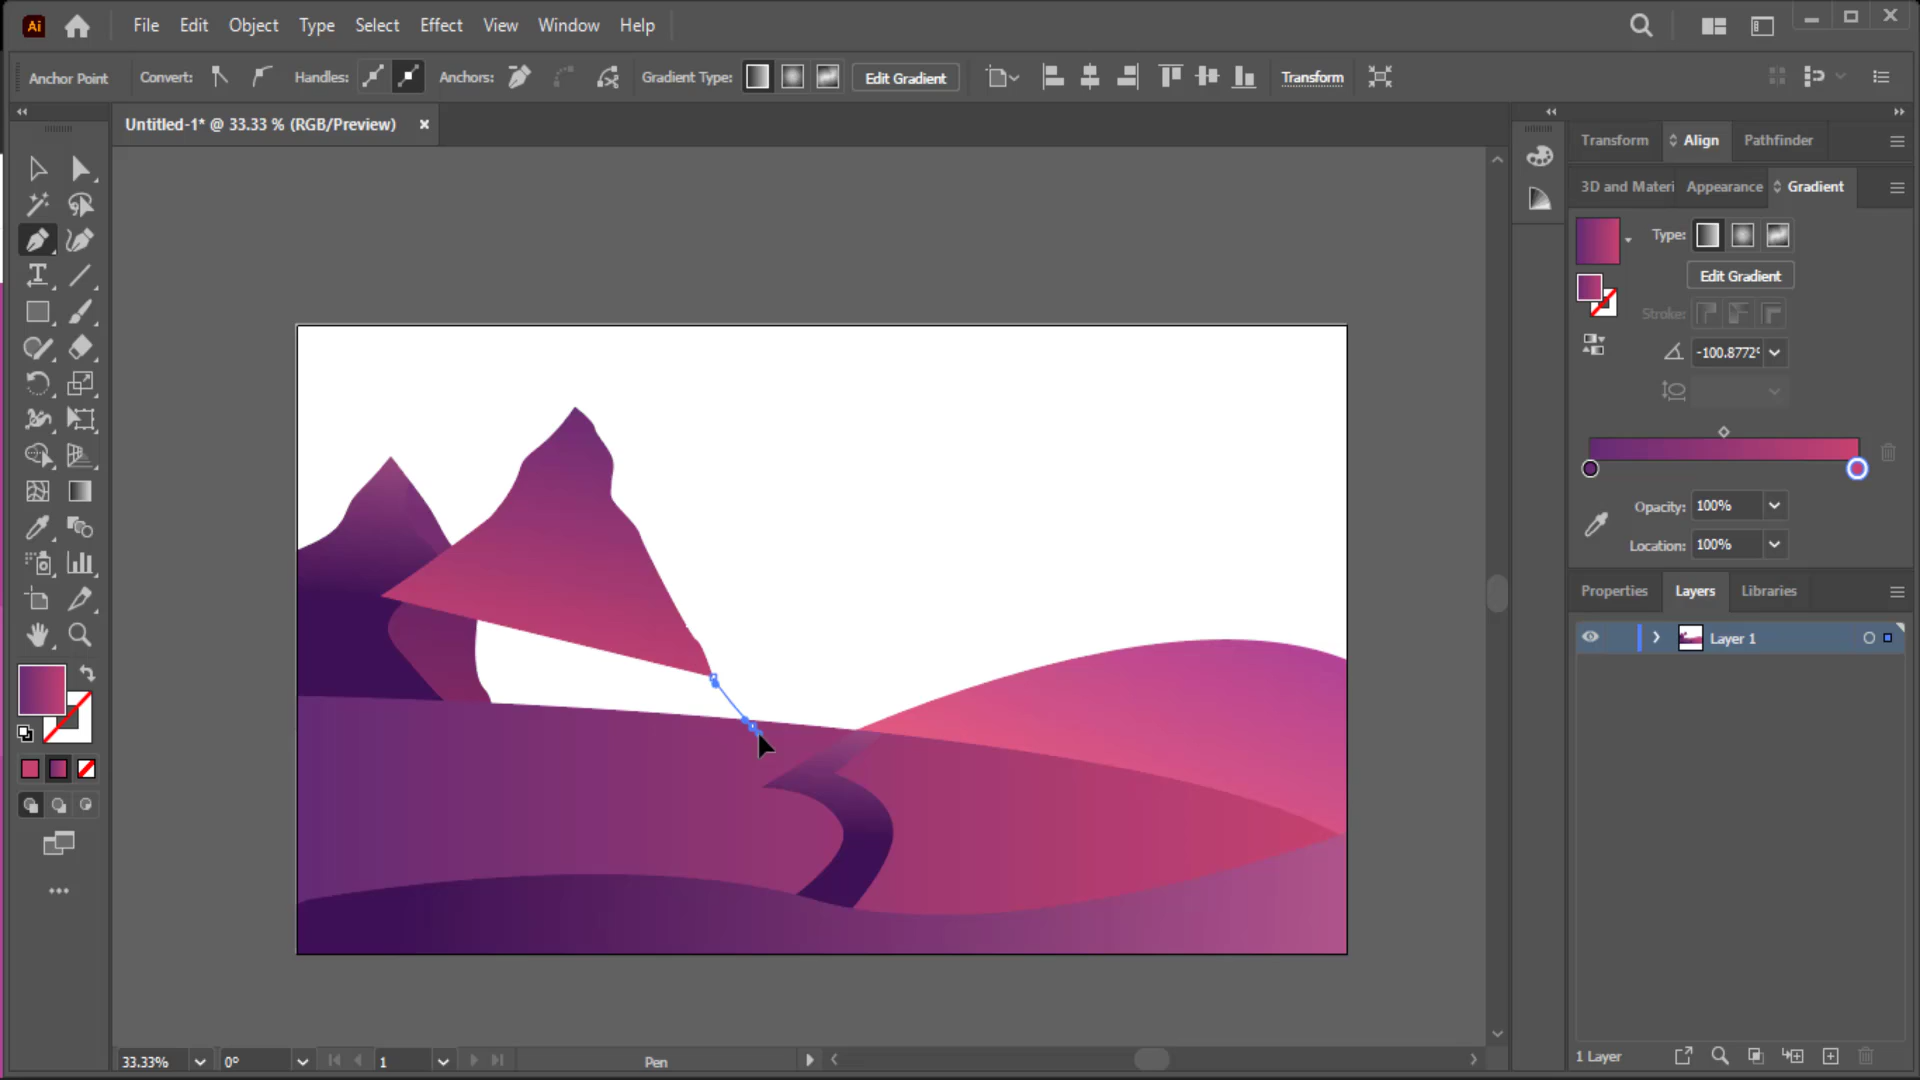 Ai File Edit Object Type Select Effect View Window Help
Anchor Point Convert: Handles: Anchors: Gradient Type: Edit Gradient Transform
Untitled-1* @ 33.33 % (RGB/Preview) ×
Transform Align Pathfinder
3D and Materi Appearance Gradient
Type:
Edit Gradient
Stroke:
-100.8772°
Opacity: 100%
Location: 100%
Properties Layers Libraries
Layer 1
33.33% 0° 1 Pen
1 Layer